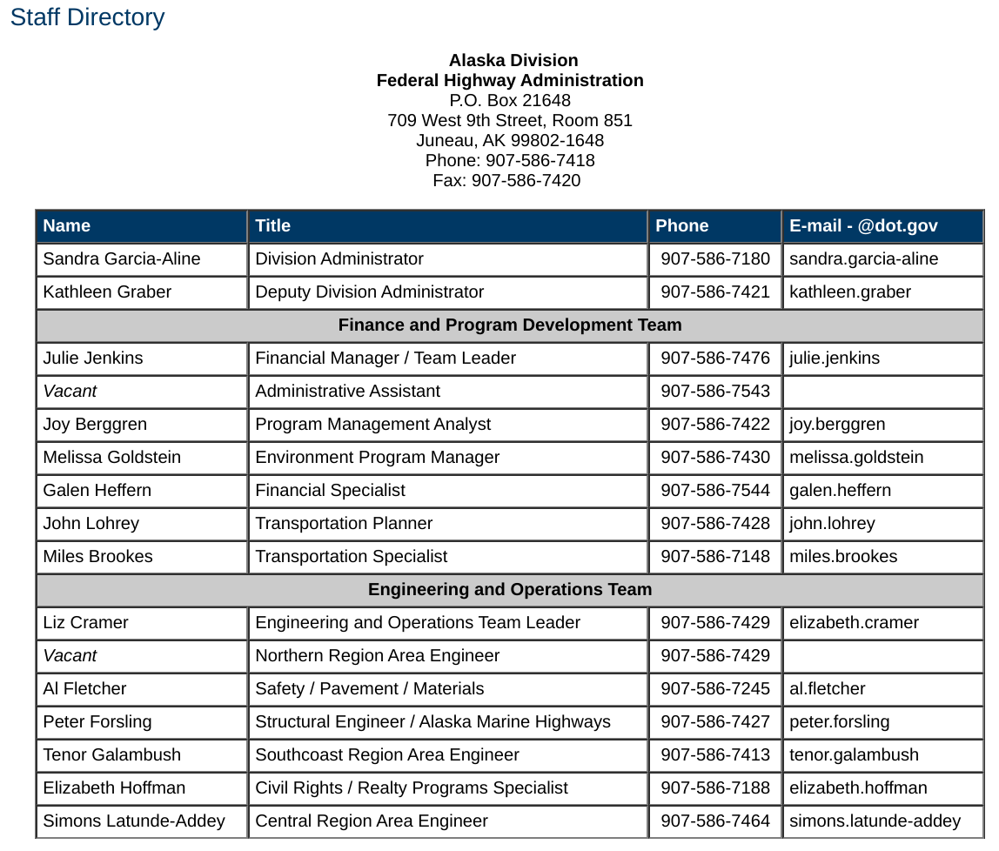 Staff Directory
Alaska Division
Federal Highway Administration
P.O. Box 21648
709 West 9th Street, Room 851
Juneau, AK 99802-1648
Phone: 907-586-7418
Fax: 907-586-7420
Name Title Phone E-mail - @dot.gov
Sandra Garcia-Aline Division Administrator 907-586-7180 sandra.garcia-aline
Kathleen Graber Deputy Division Administrator 907-586-7421 kathleen.graber
Finance and Program Development Team
Julie Jenkins Financial Manager / Team Leader 907-586-7476 julie.jenkins
Vacant Administrative Assistant 907-586-7543
Joy Berggren Program Management Analyst 907-586-7422 joy.berggren
Melissa Goldstein Environment Program Manager 907-586-7430 melissa.goldstein
Galen Heffern Financial Specialist 907-586-7544 galen.heffern
John Lohrey Transportation Planner 907-586-7428 john.lohrey
Miles Brookes Transportation Specialist 907-586-7148 miles.brookes
Engineering and Operations Team
Liz Cramer Engineering and Operations Team Leader 907-586-7429 elizabeth.cramer
Vacant Northern Region Area Engineer 907-586-7429
Al Fletcher Safety / Pavement / Materials 907-586-7245 al.fletcher
Peter Forsling Structural Engineer / Alaska Marine Highways 907-586-7427 peter.forsling
Tenor Galambush Southcoast Region Area Engineer 907-586-7413 tenor.galambush
Elizabeth Hoffman Civil Rights / Realty Programs Specialist 907-586-7188 elizabeth.hoffman
Simons Latunde-Addey Central Region Area Engineer 907-586-7464 simons.latunde-addey